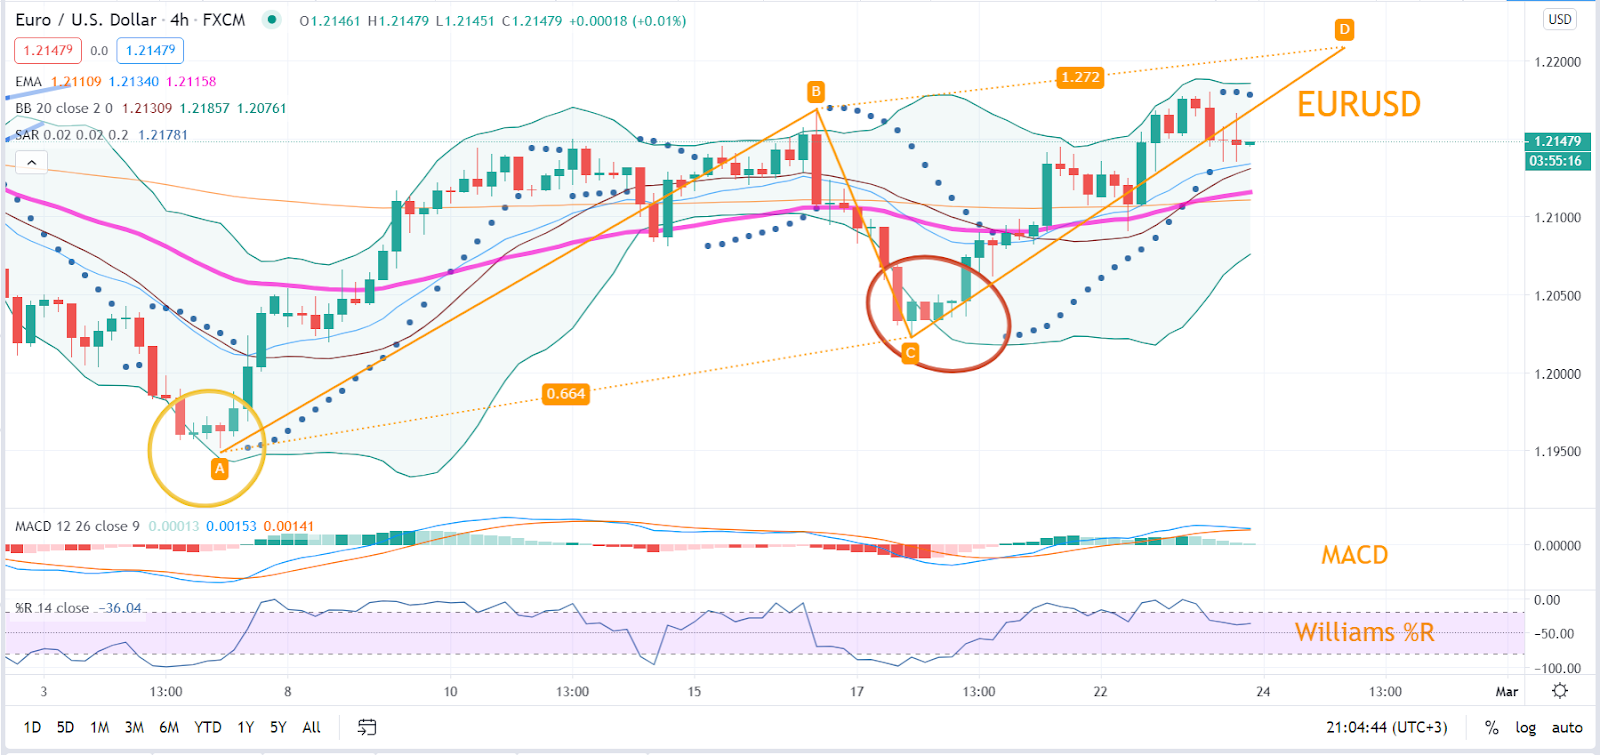 Euro / U.S. Dollar · 4h · FXCM O1.21461 H1.21479 L1.21451 C1.21479 +0.00018 (+0.01%)
USD
1.21479 0.0 1.21479
EMA 1.21109 1.21340 1.21158
BB 20 close 2 0 1.21309 1.21857 1.20761
SAR 0.02 0.02 0.2 1.21781
D
1.272
B
EURUSD
1.22000
1.21479
03:55:16
1.21000
1.20500
C
1.20000
0.664
A
1.19500
MACD 12 26 close 9 0.00013 0.00153 0.00141
0.00000
MACD
%R 14 close −36.04
0.00
Williams %R
−50.00
−100.00
3 13:00 8 10 13:00 15 17 13:00 22 24 13:00 Mar
1D 5D 1M 3M 6M YTD 1Y 5Y All
21:04:44 (UTC+3) % log auto